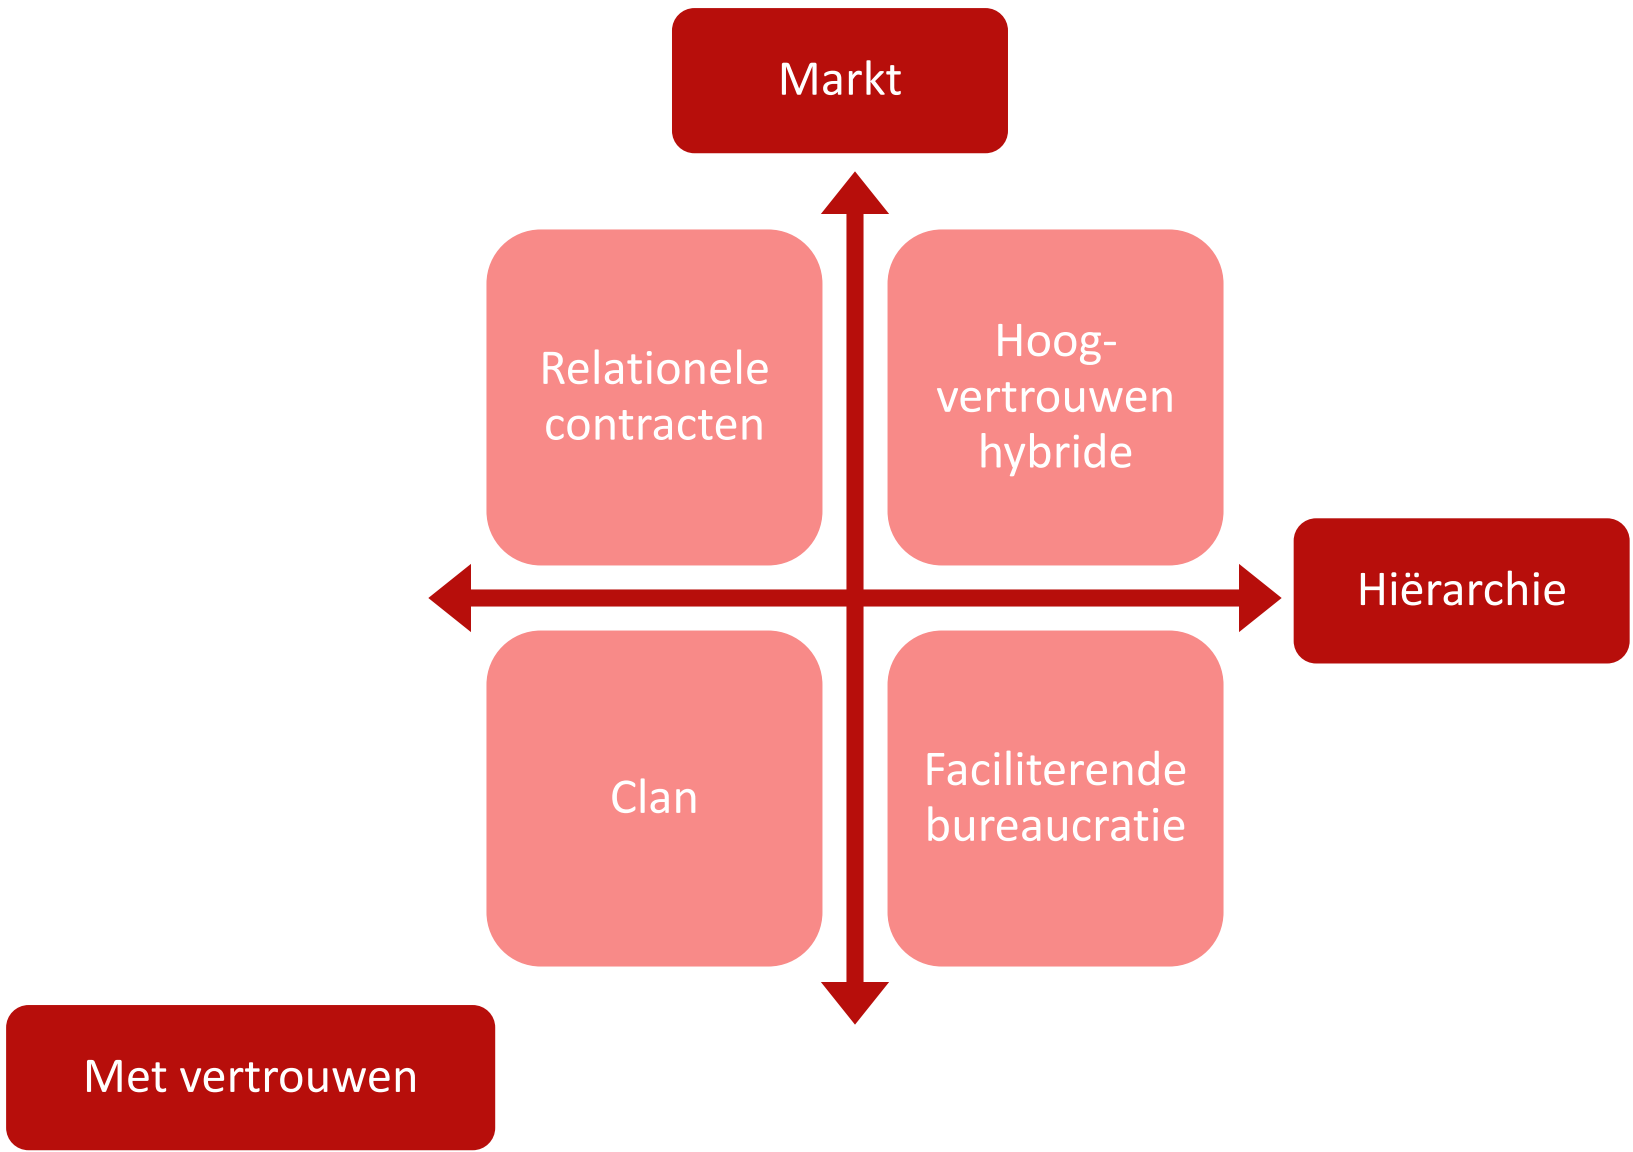 Markt
Relationele
contracten
Hoog-
vertrouwen
hybride
Hiërarchie
Clan
Faciliterende
bureaucratie
Met vertrouwen